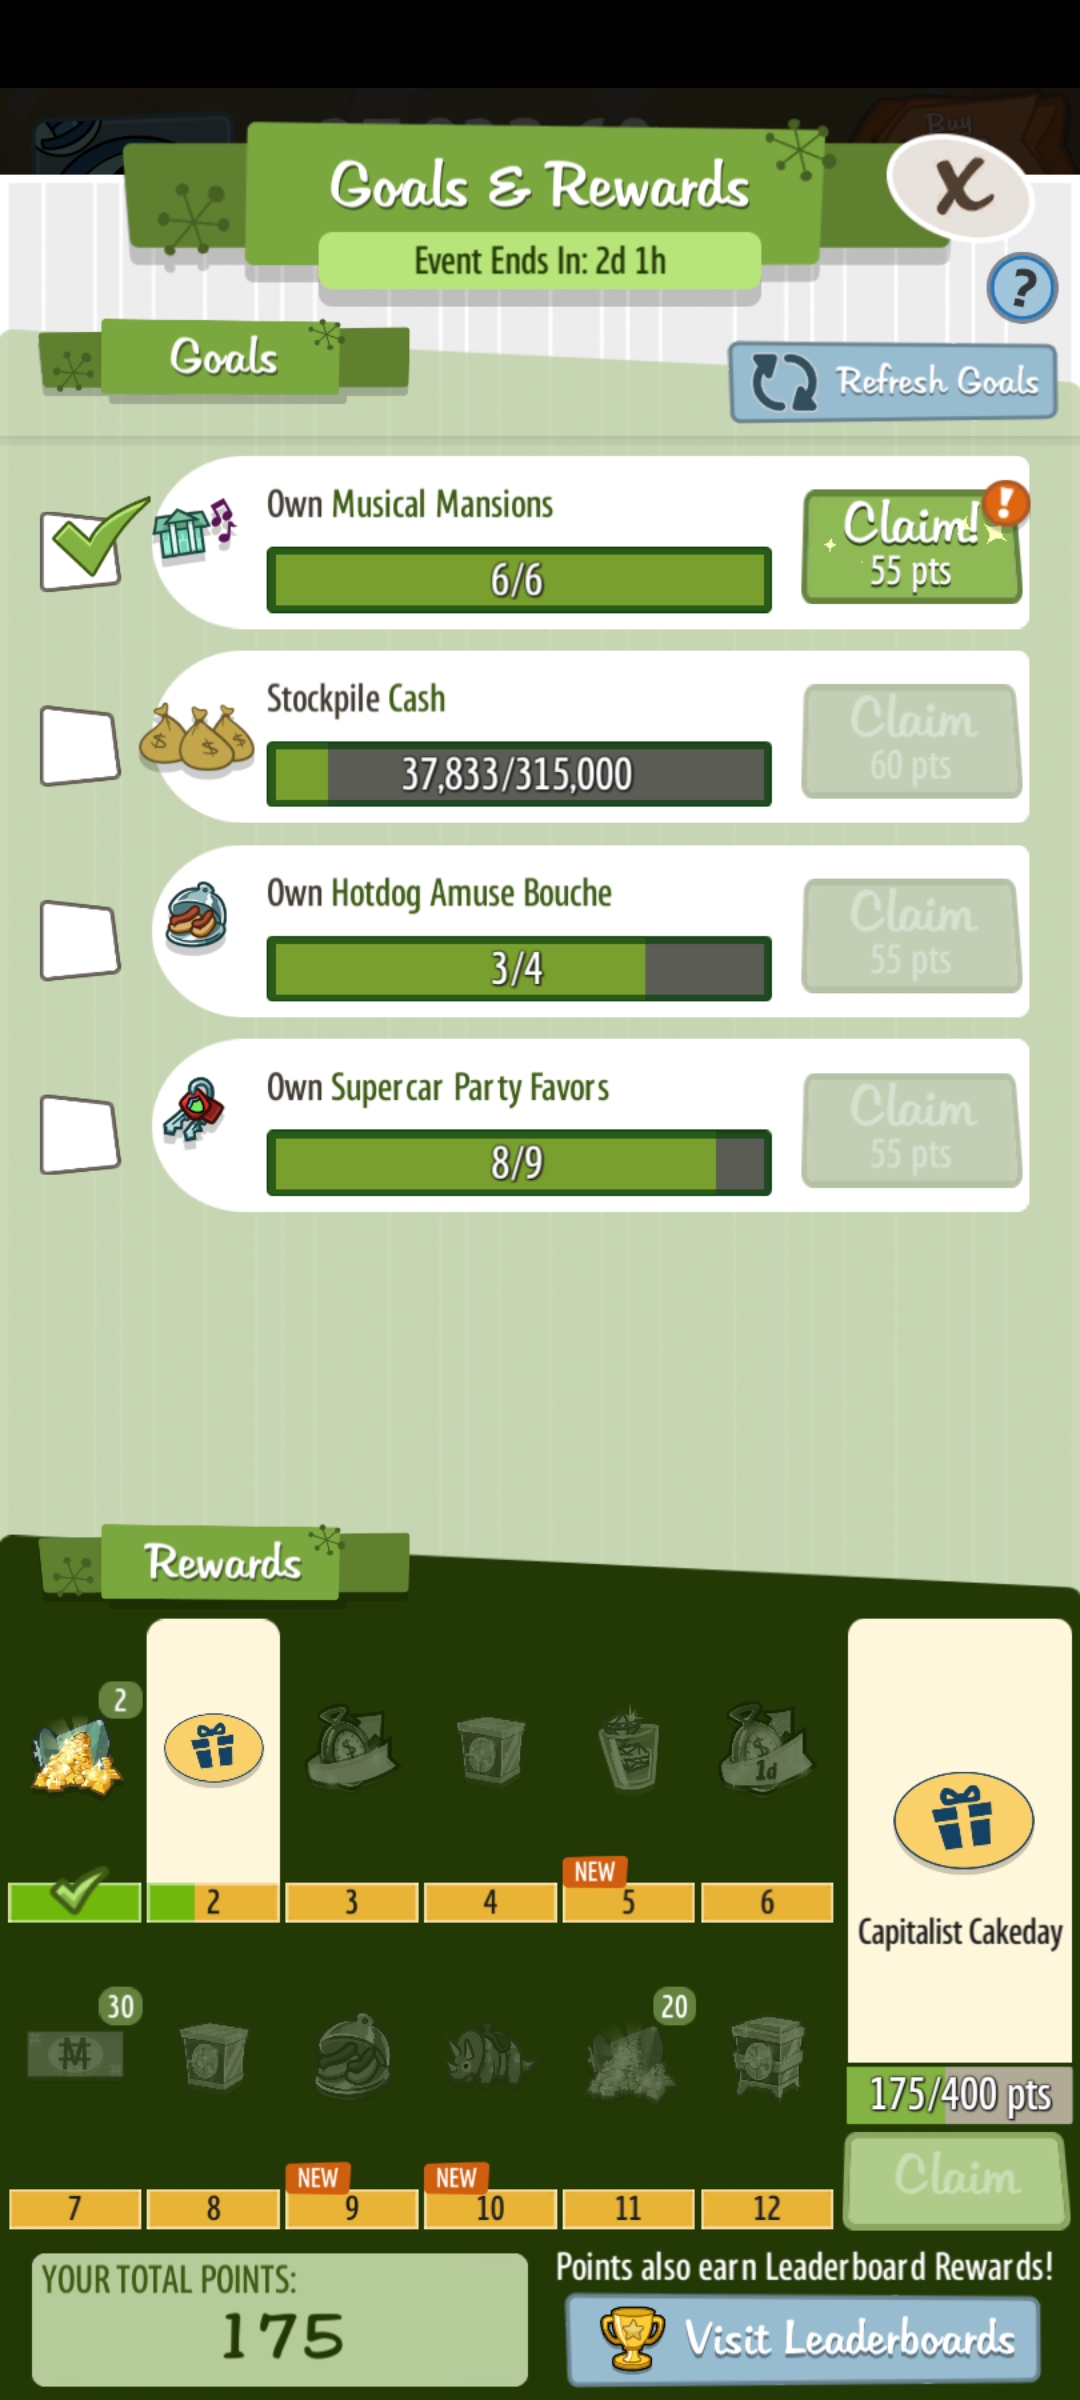 Buy
Goals & Rewards
X
Event Ends In: 2d 1h
?
Goals
Refresh Goals
Own Musical Mansions
6/6
Claim!
!
55 pts
Stockpile Cash
37,833/315,000
Claim
60 pts
Own Hotdog Amuse Bouche
3/4
Claim
55 pts
Own Supercar Party Favors
8/9
Claim
55 pts
Rewards
2
1d
2
3
4
NEW
5
6
Capitalist Cakeday
30
20
175/400 pts
Claim
7
8
NEW
9
NEW
10
11
12
YOUR TOTAL POINTS:
175
Points also earn Leaderboard Rewards!
Visit Leaderboards